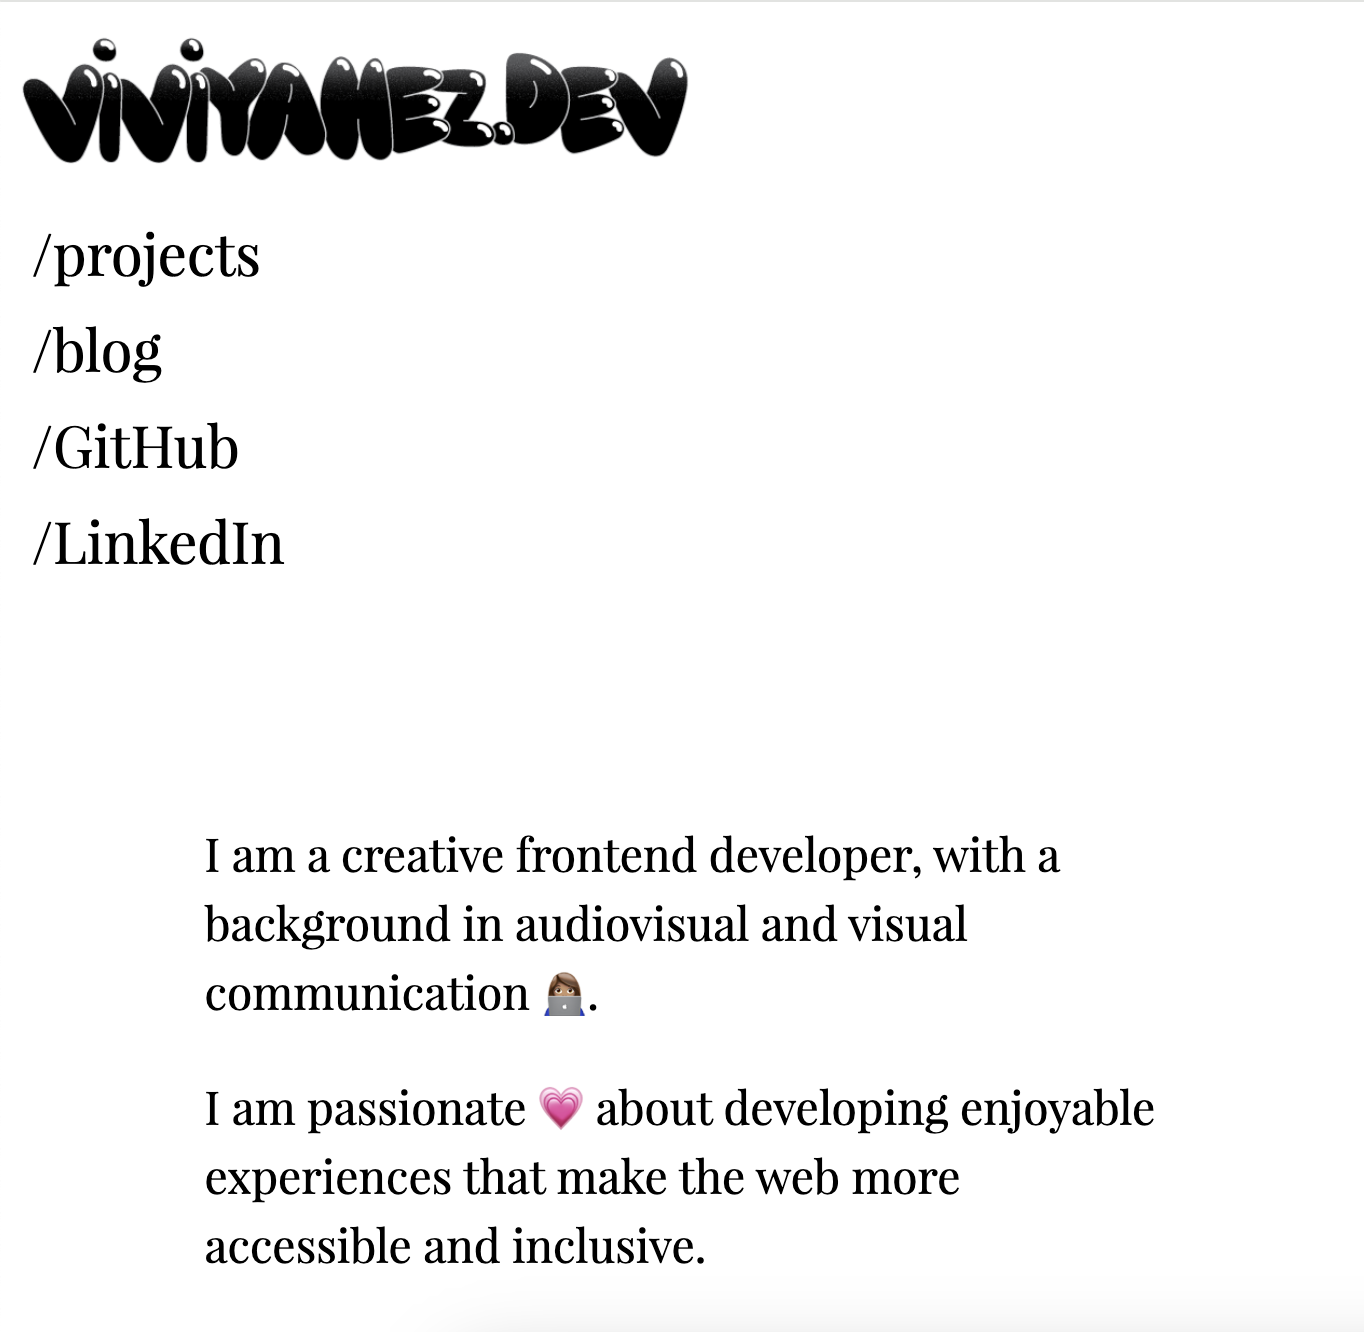 ViViYAHEZ.DEV
/projects
/blog
/GitHub
/LinkedIn
I am a creative frontend developer, with a
background in audiovisual and visual
communication 👩🏽‍💻.
I am passionate 💗 about developing enjoyable
experiences that make the web more
accessible and inclusive.